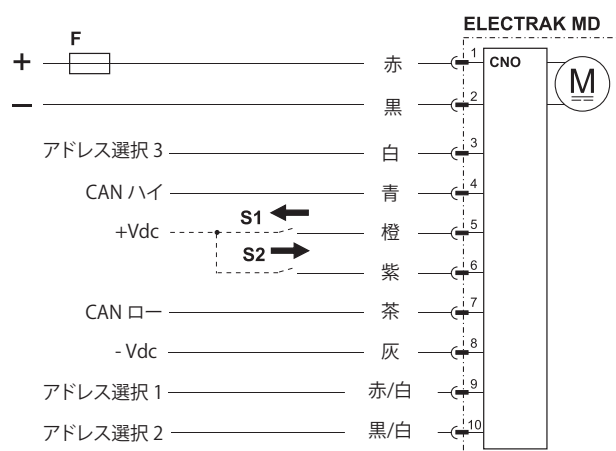 ELECTRAK MD
F
+ 赤 1 CNO
M
− 黒 2
アドレス選択 3 白 3
CAN ハイ 青 4
S1
+Vdc 橙 5
S2
紫 6
CAN ロー 茶 7
- Vdc 灰 8
アドレス選択 1 赤/白 9
アドレス選択 2 黒/白 10